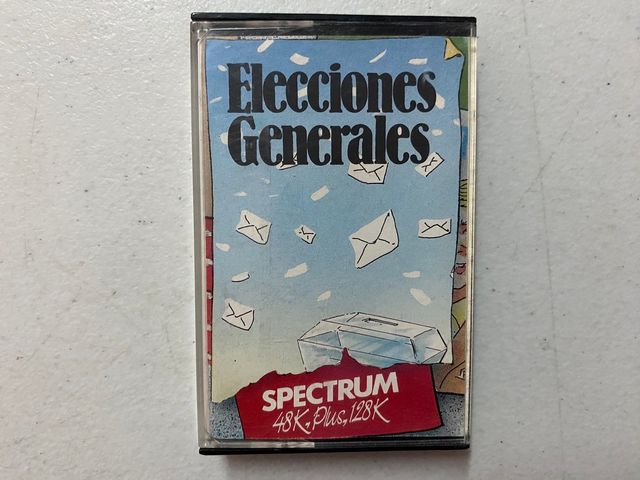 Elecciones
Generales
SPECTRUM
48K, Plus, 128K